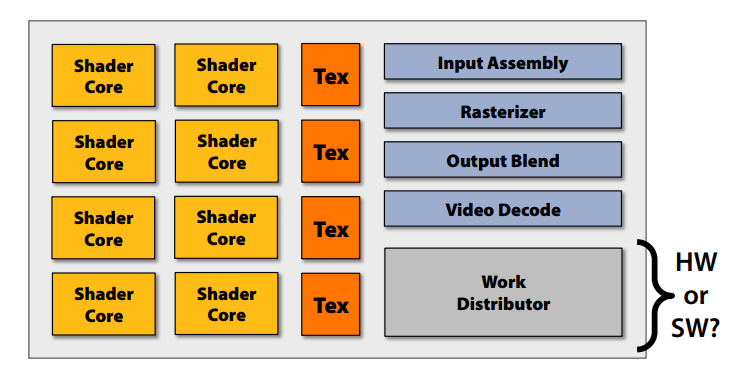 Shader
Core
Shader
Core
Tex
Input Assembly
Rasterizer
Shader
Core
Shader
Core
Tex
Output Blend
Video Decode
Shader
Core
Shader
Core
Tex
Work
Distributor
Shader
Core
Shader
Core
Tex
HW
or
SW?